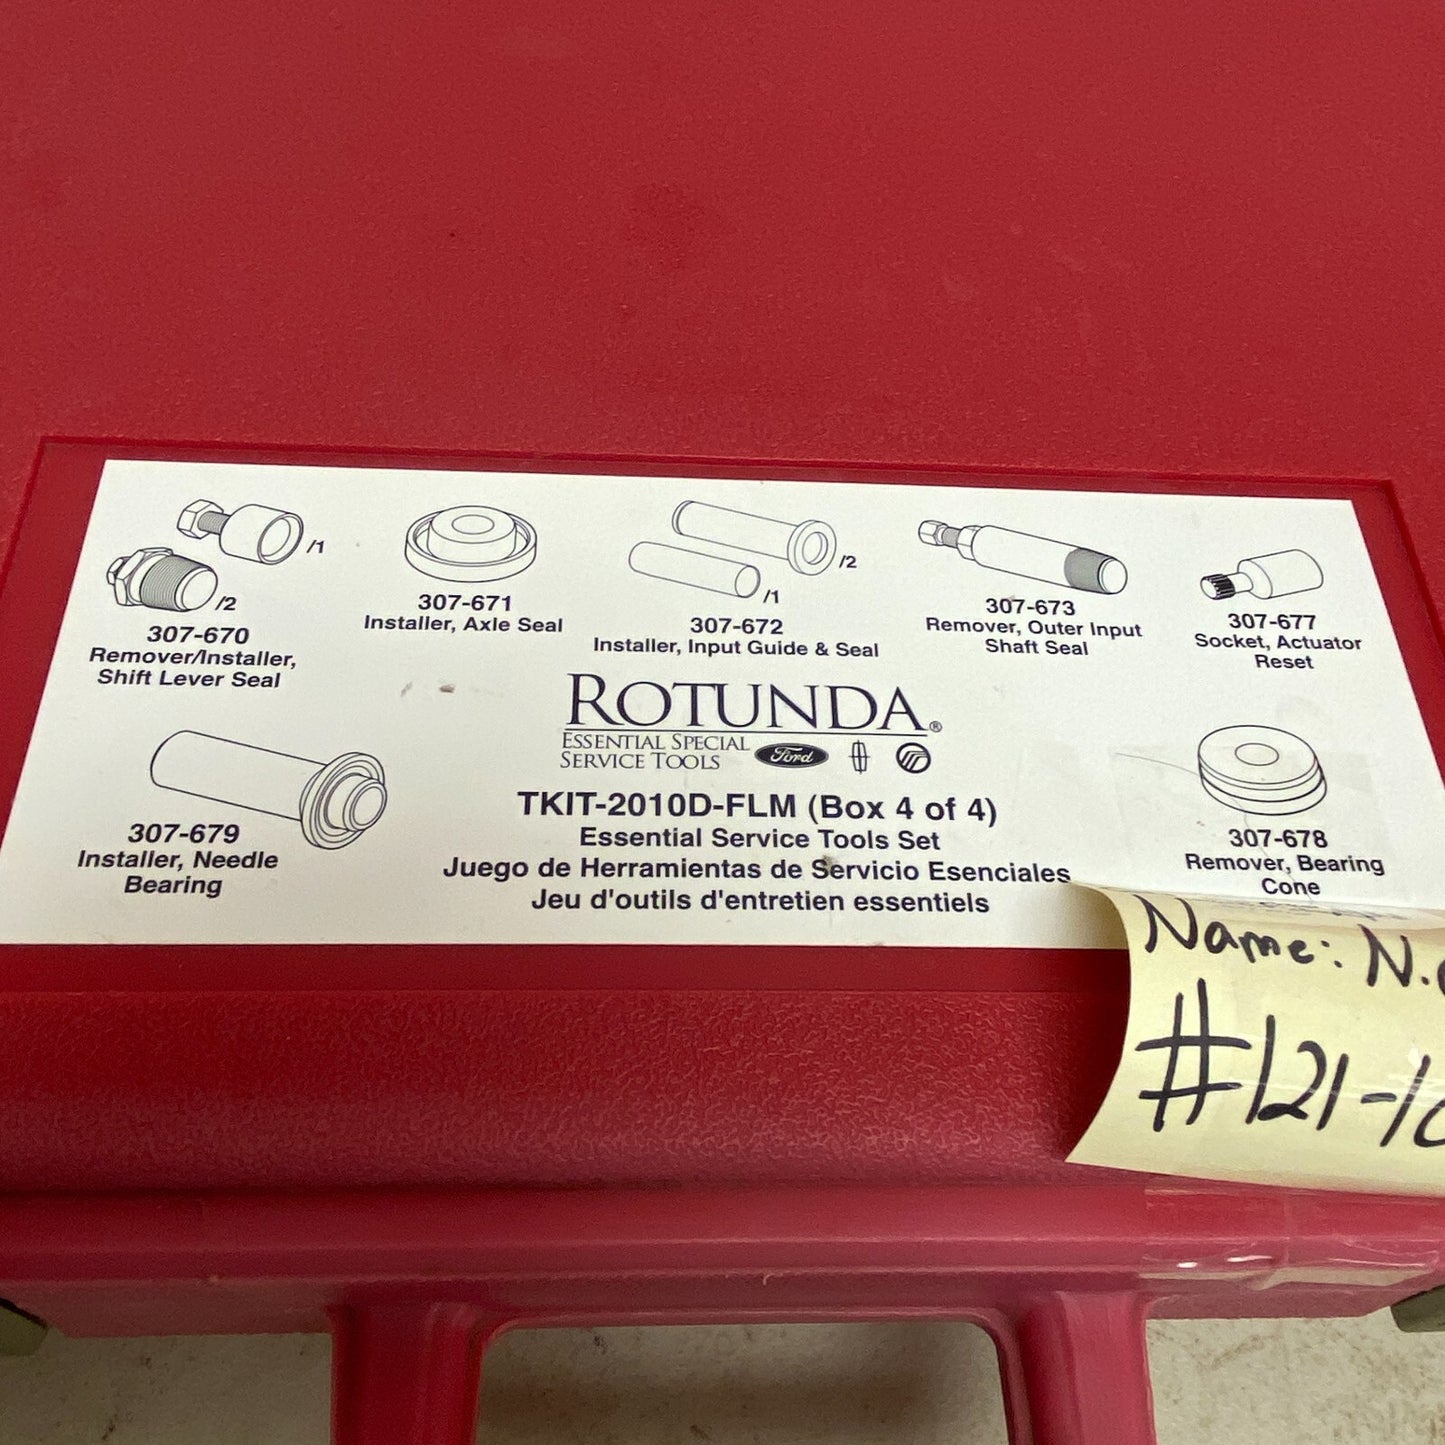 /1
/2
307-670
Remover/Installer,
Shift Lever Seal
307-671
Installer, Axle Seal
/2
/1
307-672
Installer, Input Guide & Seal
307-673
Remover, Outer Input
Shaft Seal
307-677
Socket, Actuator
Reset
307-679
Installer, Needle
Bearing
ROTUNDA®
ESSENTIAL SPECIAL
SERVICE TOOLS
Ford
TKIT-2010D-FLM (Box 4 of 4)
Essential Service Tools Set
Juego de Herramientas de Servicio Esenciales
Jeu d'outils d'entretien essentiels
307-678
Remover, Bearing
Cone
Name: N.
#121-1